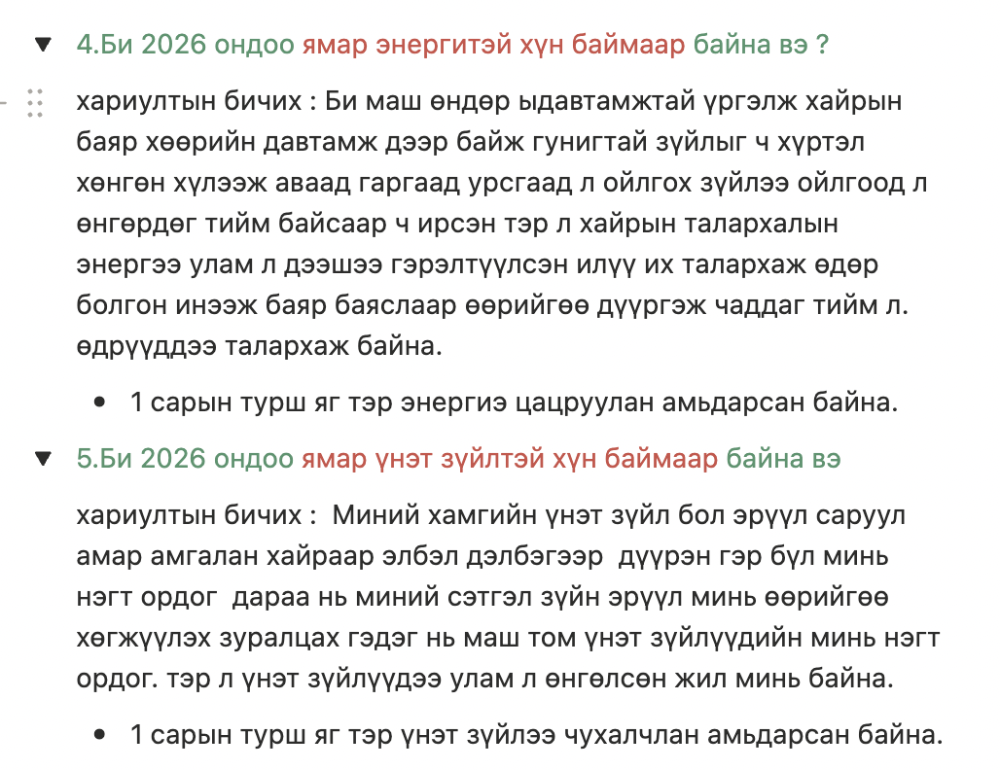 4.Би 2026 ондоо ямар энергитэй хүн баймаар байна вэ ?
хариултын бичих : Би маш өндөр ыдавтамжтай үргэлж хайрын
баяр хөөрийн давтамж дээр байж гунигтай зүйлыг ч хүртэл
хөнгөн хүлээж аваад гаргаад урсгаад л ойлгох зүйлээ ойлгоод л
өнгөрдөг тийм байсаар ч ирсэн тэр л хайрын талархалын
энергээ улам л дээшээ гэрэлтүүлсэн илүү их талархаж өдөр
болгон инээж баяр баяслаар өөрийгөө дүүргэж чаддаг тийм л.
өдрүүддээ талархаж байна.
• 1 сарын турш яг тэр энергиэ цацруулан амьдарсан байна.
5.Би 2026 ондоо ямар үнэт зүйлтэй хүн баймаар байна вэ
хариултын бичих :  Миний хамгийн үнэт зүйл бол эрүүл саруул
амар амгалан хайраар элбэл дэлбэгээр  дүүрэн гэр бүл минь
нэгт ордог  дараа нь миний сэтгэл зүйн эрүүл минь өөрийгөө
хөгжүүлэх зуралцах гэдэг нь маш том үнэт зүйлүүдийн минь нэгт
ордог. тэр л үнэт зүйлүүдээ улам л өнгөлсөн жил минь байна.
• 1 сарын турш яг тэр үнэт зүйлээ чухалчлан амьдарсан байна.